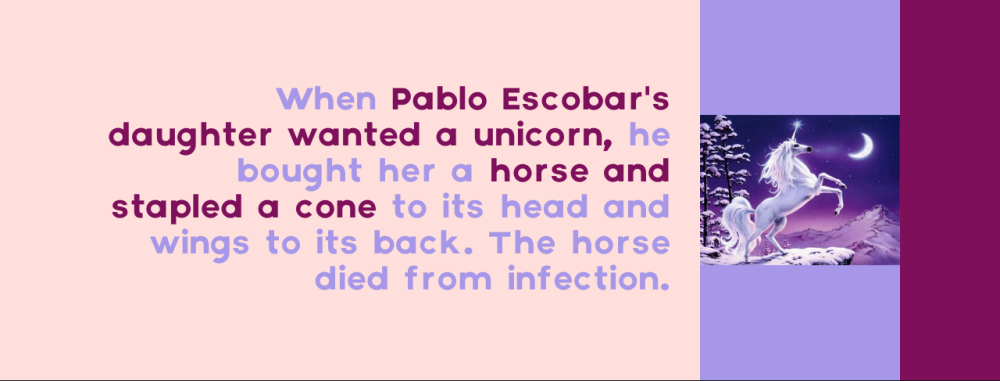 When Pablo Escobar's
daughter wanted a unicorn, he
bought her a horse and
stapled a cone to its head and
wings to its back. The horse
died from infection.